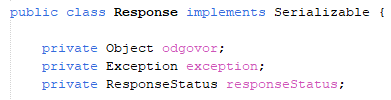 public class Response implements Serializable {
private Object odgovor;
private Exception exception;
private ResponseStatus responseStatus;